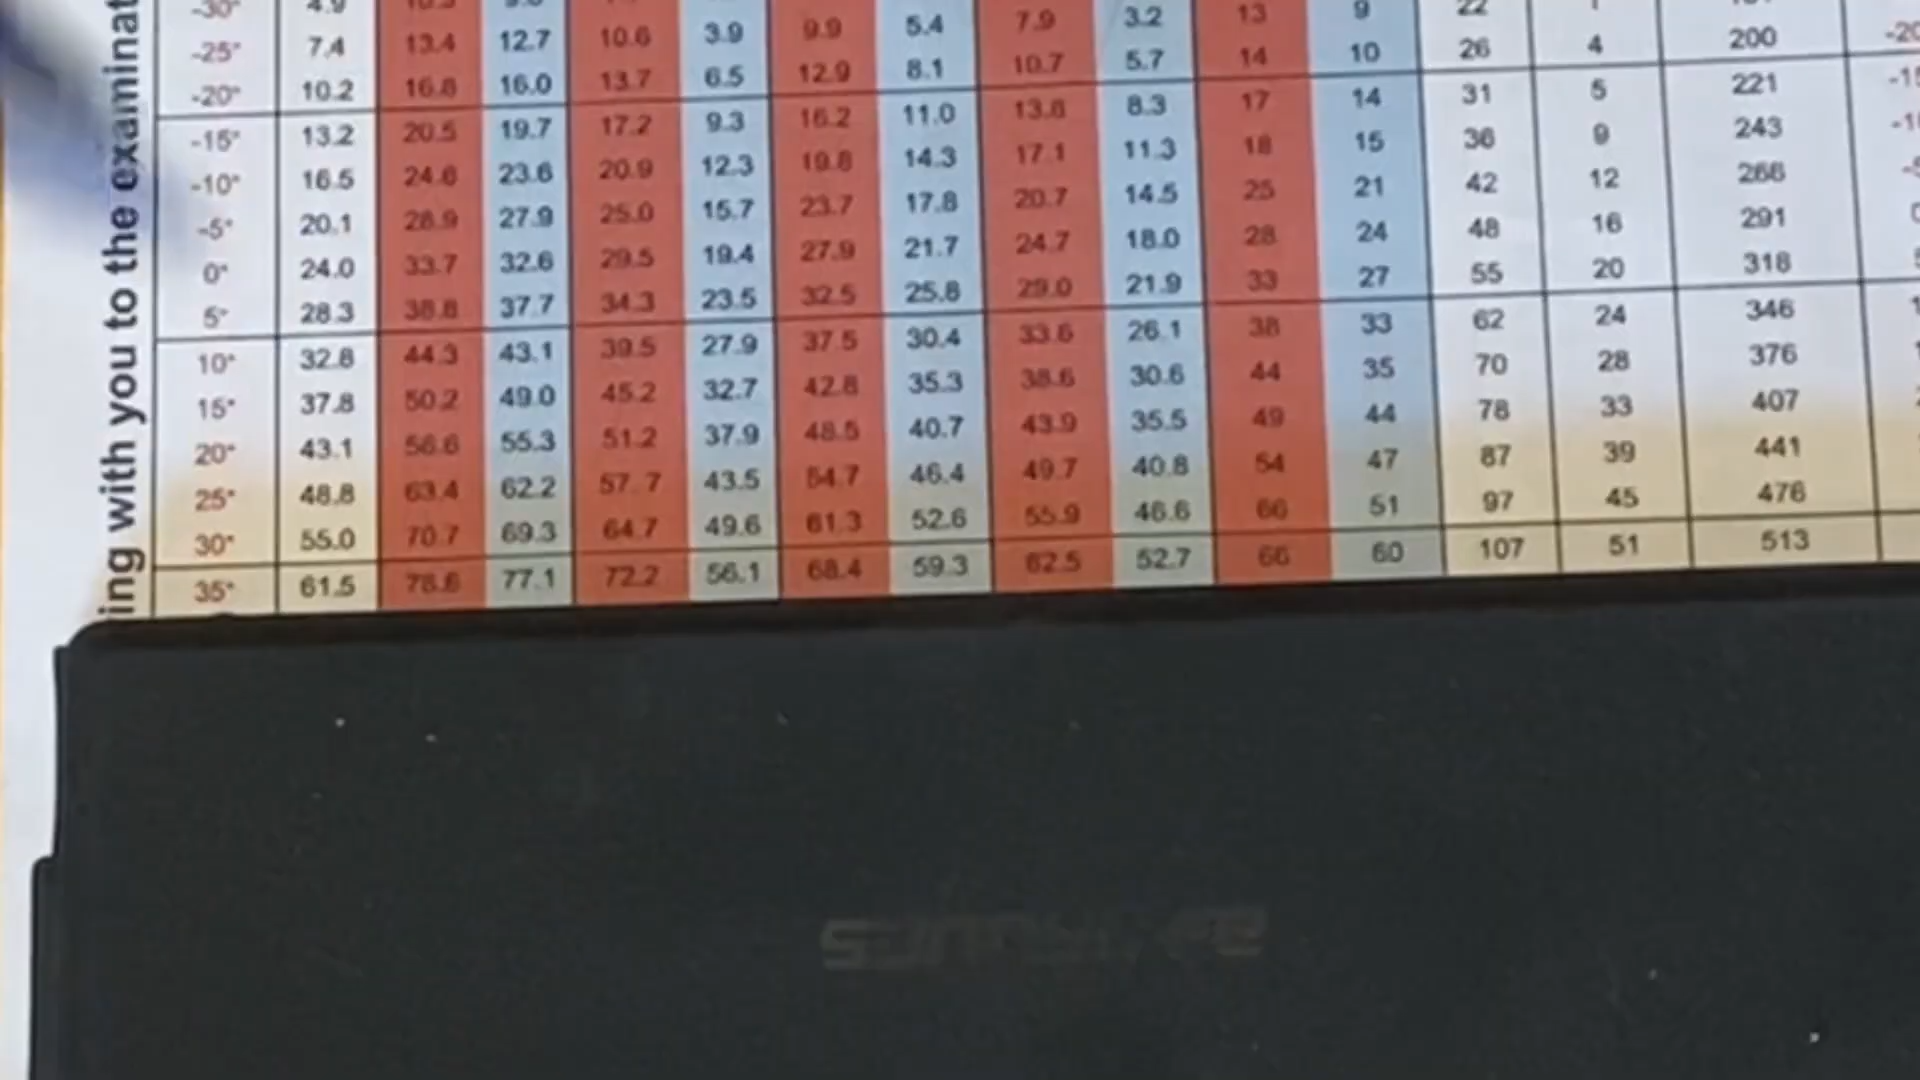 ing with you to the examinat
-30° 4.9 7.9 3.2 13 9 22
-25° 7.4 13.4 12.7 10.6 3.9 9.9 5.4 10.7 5.7 14 10 26 4 200 -20
-20° 10.2 16.8 16.0 13.7 6.5 12.9 8.1 13.8 8.3 17 14 31 5 221 -15
-15° 13.2 20.5 19.7 17.2 9.3 16.2 11.0 17.1 11.3 18 15 36 9 243 -10
-10° 16.5 24.6 23.6 20.9 12.3 19.8 14.3 20.7 14.5 25 21 42 12 266 -5
-5° 20.1 28.9 27.9 25.0 15.7 23.7 17.8 24.7 18.0 28 24 48 16 291 0
0° 24.0 33.7 32.6 29.5 19.4 27.9 21.7 29.0 21.9 33 27 55 20 318 5
5° 28.3 38.8 37.7 34.3 23.5 32.5 25.8 33.6 26.1 38 33 62 24 346 1
10° 32.8 44.3 43.1 39.5 27.9 37.5 30.4 38.6 30.6 44 35 70 28 376
15° 37.8 50.2 49.0 45.2 32.7 42.8 35.3 43.9 35.5 49 44 78 33 407
20° 43.1 56.6 55.3 51.2 37.9 48.5 40.7 49.7 40.8 54 47 87 39 441
25° 48.8 63.4 62.2 57.7 43.5 54.7 46.4 55.9 46.6 66 51 97 45 476
30° 55.0 70.7 69.3 64.7 49.6 61.3 52.6 62.5 52.7 66 60 107 51 513
35° 61.5 78.6 77.1 72.2 56.1 68.4 59.3